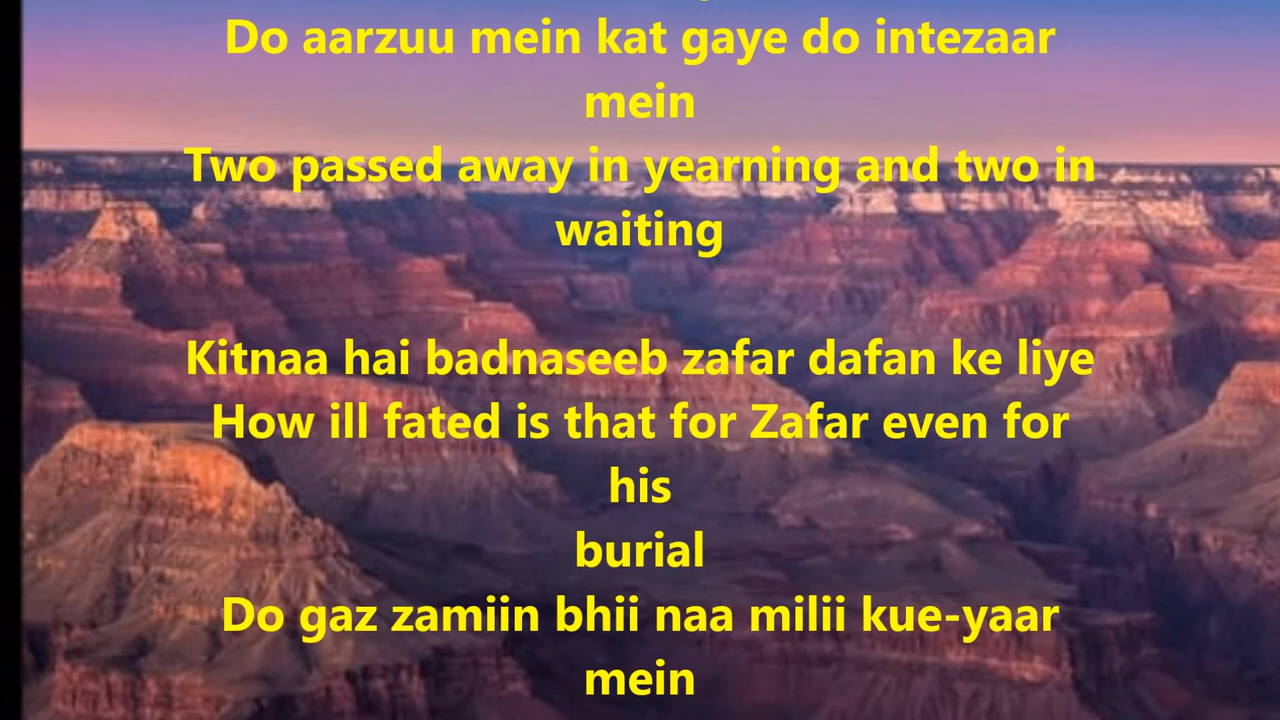 Do aarzuu mein kat gaye do intezaar
mein
Two passed away in yearning and two in
waiting
Kitnaa hai badnaseeb zafar dafan ke liye
How ill fated is that for Zafar even for
his
burial
Do gaz zamiin bhii naa milii kue-yaar
mein